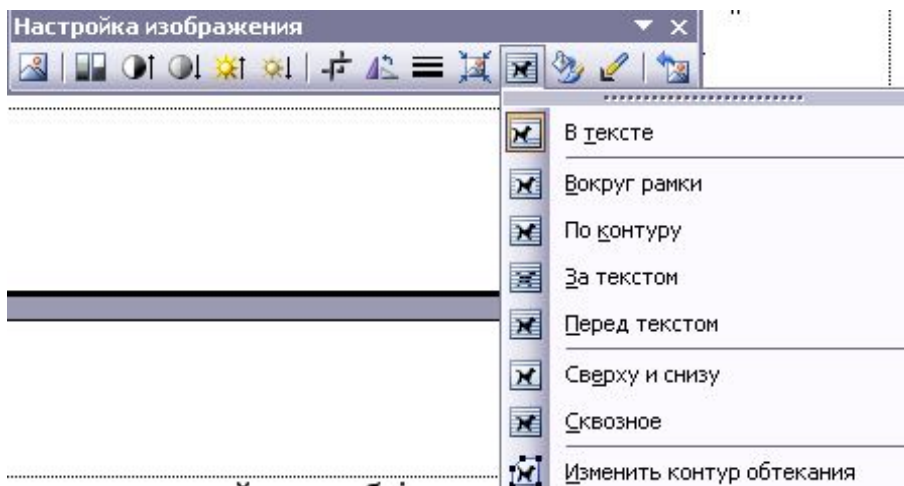 Настройка изображения
В тексте
Вокруг рамки
По контуру
За текстом
Перед текстом
Сверху и снизу
Сквозное
Изменить контур обтекания